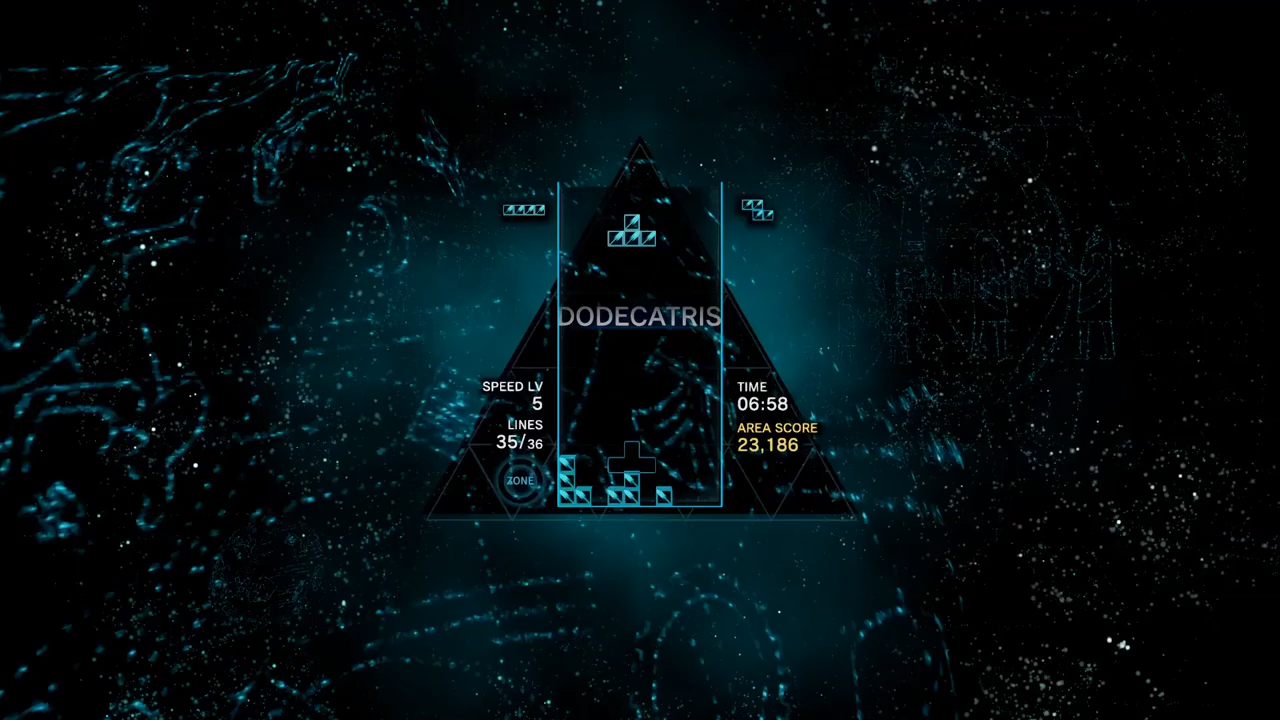 DODECATRIS
SPEED LV
5
LINES
35/36
ZONE
TIME
06:58
AREA SCORE
23,186